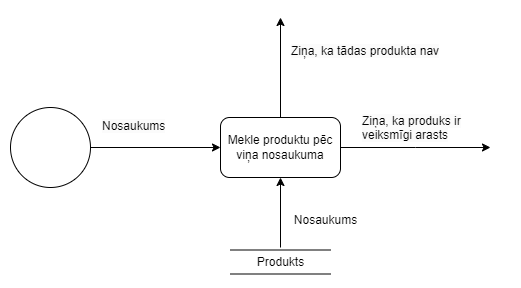 Ziņa, ka tādas produkta nav
Nosaukums
Ziņa, ka produks ir
veiksmīgi arasts
Mekle produktu pēc
viņa nosaukuma
Nosaukums
Produkts